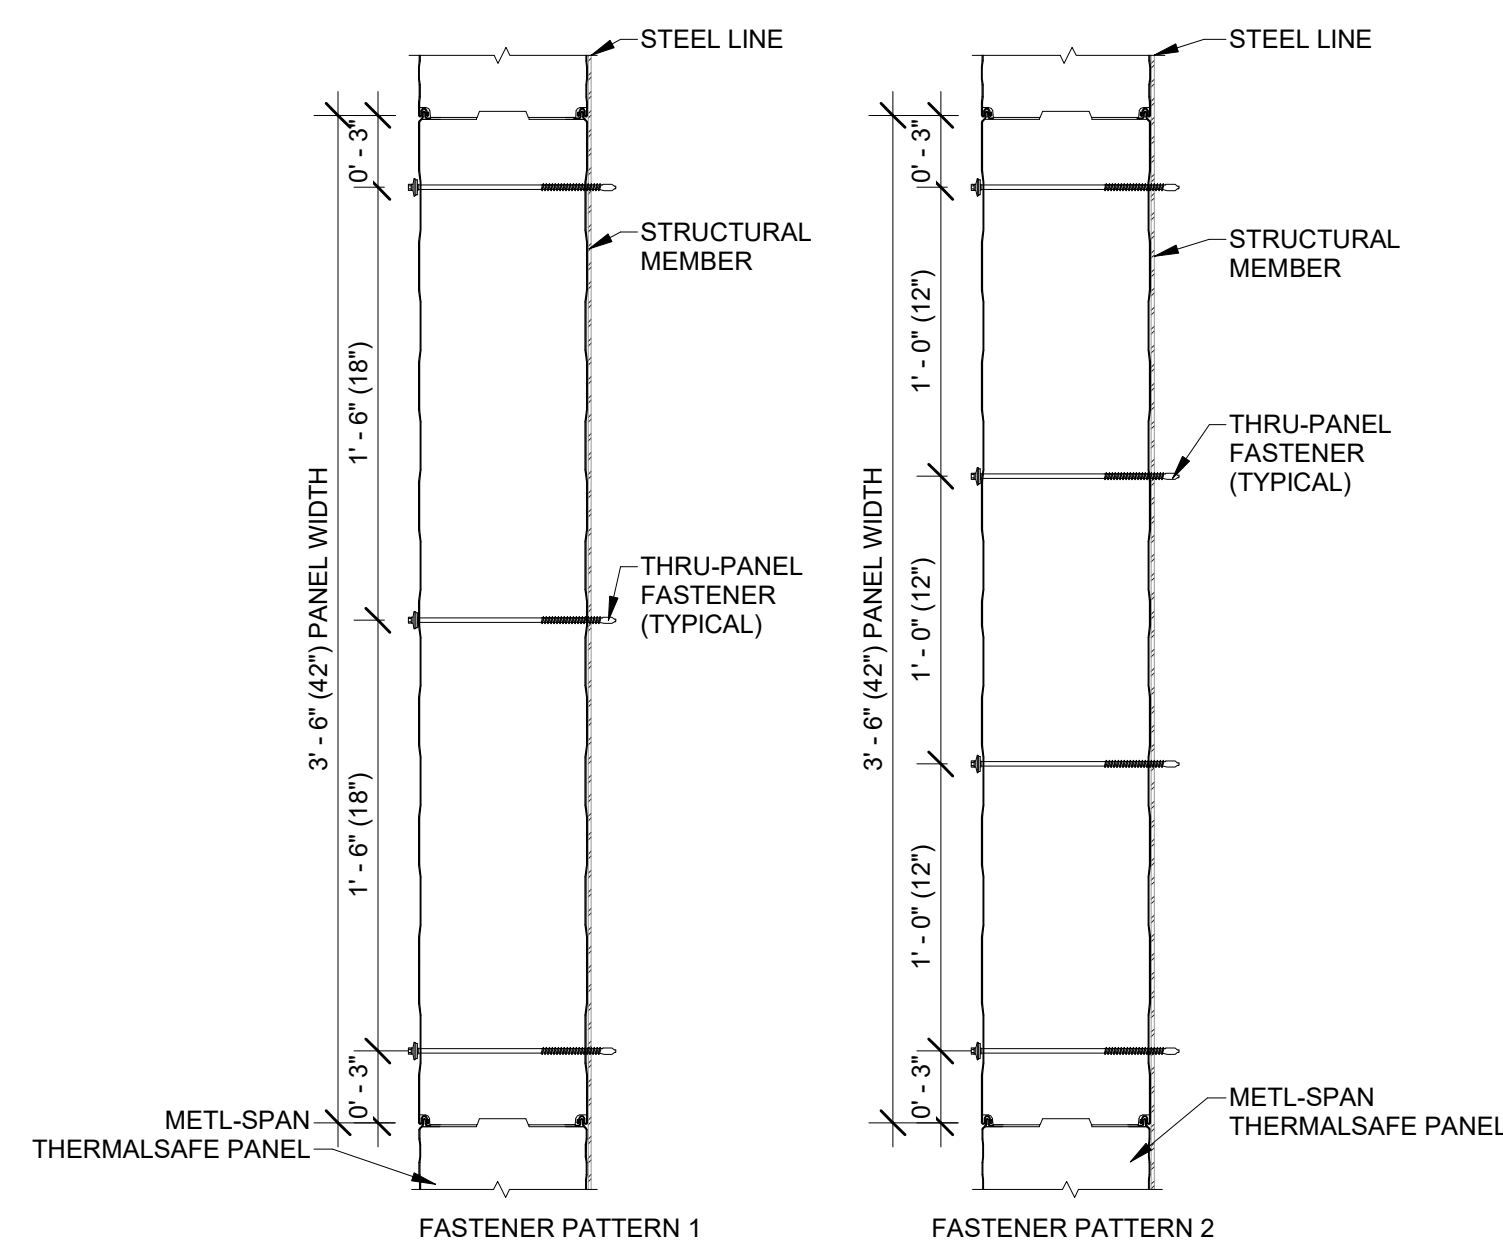 STEEL LINE
0' - 3"
STRUCTURAL
MEMBER
1' - 6" (18")
3' - 6" (42") PANEL WIDTH
THRU-PANEL
FASTENER
(TYPICAL)
1' - 6" (18")
0' - 3"
METL-SPAN
THERMALSAFE PANEL
FASTENER PATTERN 1
STEEL LINE
0' - 3"
STRUCTURAL
MEMBER
1' - 0" (12")
THRU-PANEL
FASTENER
(TYPICAL)
3' - 6" (42") PANEL WIDTH
1' - 0" (12")
1' - 0" (12")
0' - 3"
METL-SPAN
THERMALSAFE PANEL
FASTENER PATTERN 2